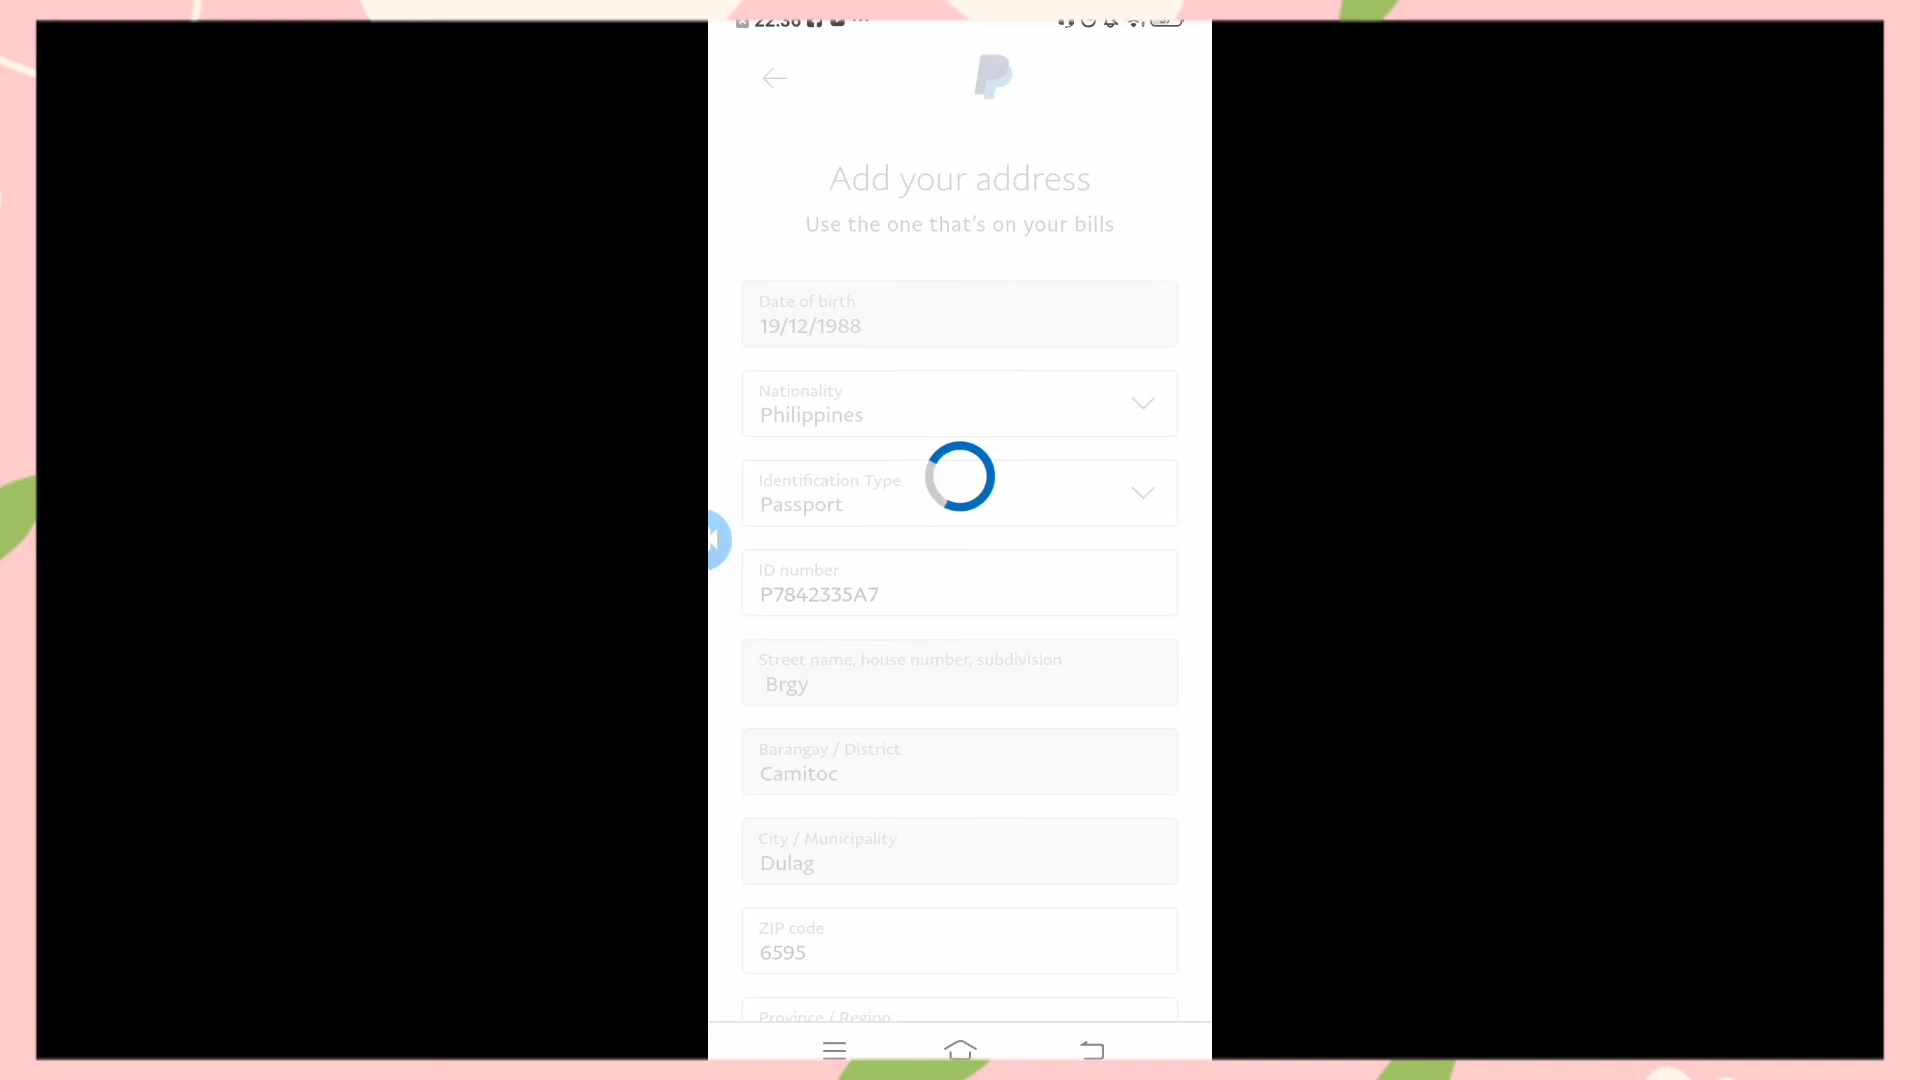 22:36
Add your address
Use the one that's on your bills
Date of birth
19/12/1988
Nationality
Philippines
Identification Type
Passport
ID number
P7842335A7
Street name, house number, subdivision
Brgy
Barangay / District
Camitoc
City / Municipality
Dulag
ZIP code
6595
Province / Region